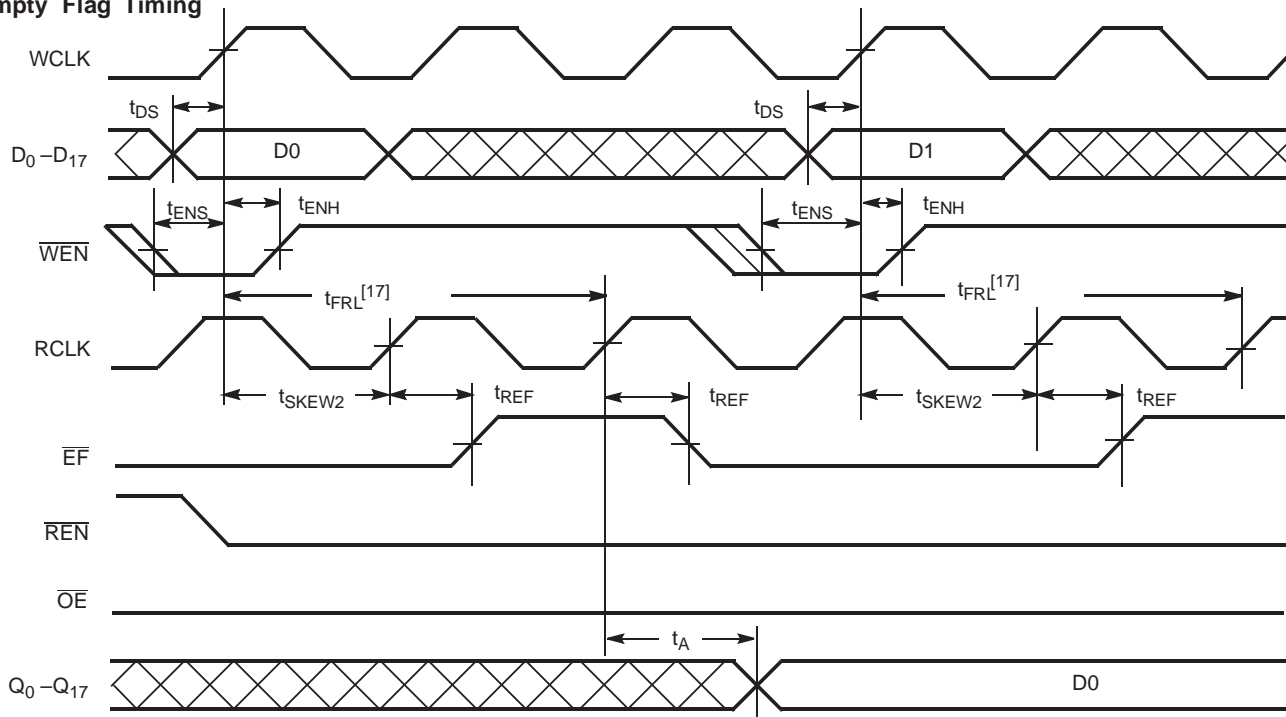 mpty Flag Timing
WCLK
tDS
tDS
D0 –D17
D0
D1
tENS
tENH
tENS
tENH
WEN
tFRL[17]
tFRL[17]
RCLK
tSKEW2
tREF
tREF
tSKEW2
tREF
EF
REN
OE
tA
Q0 –Q17
D0